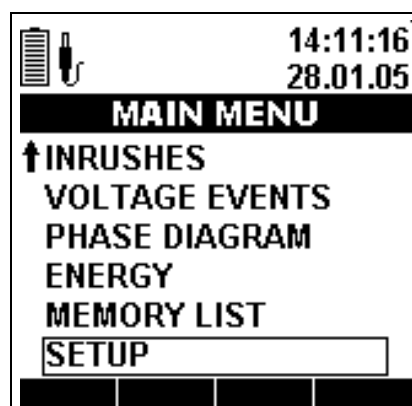 14:11:16
28.01.05
MAIN MENU
INRUSHES
VOLTAGE EVENTS
PHASE DIAGRAM
ENERGY
MEMORY LIST
SETUP